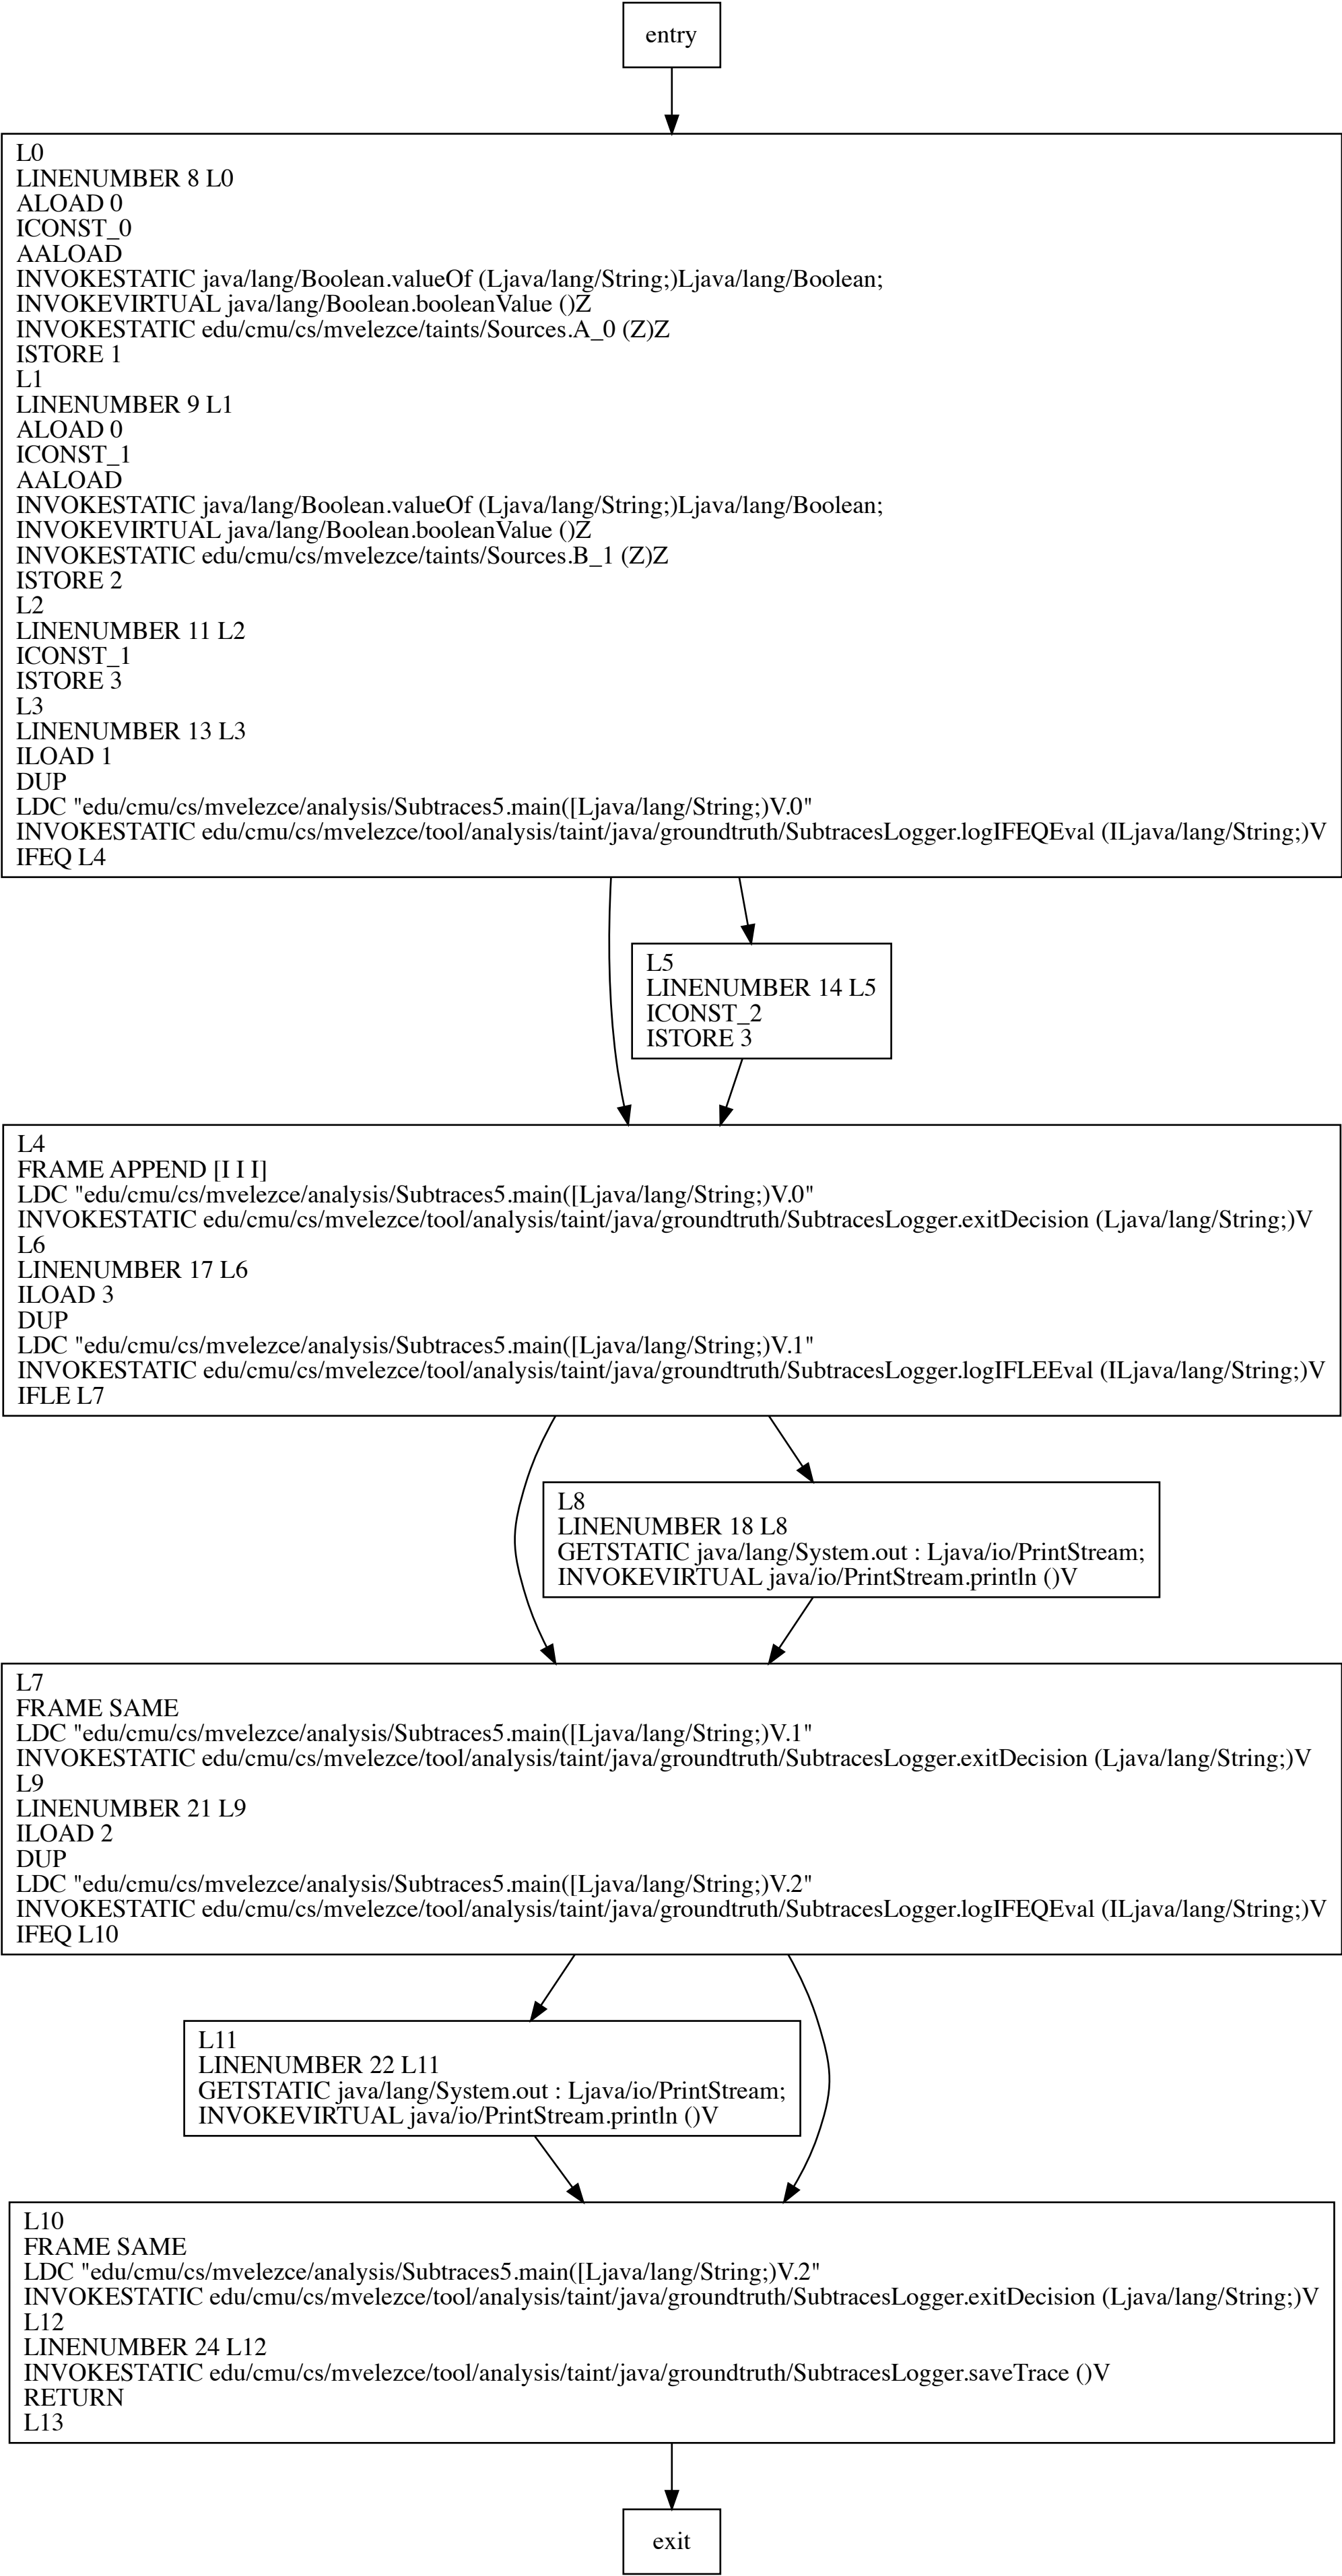 entry
L0
LINENUMBER 8 L0
ALOAD 0
ICONST_0
AALOAD
INVOKESTATIC java/lang/Boolean.valueOf (Ljava/lang/String;)Ljava/lang/Boolean;
INVOKEVIRTUAL java/lang/Boolean.booleanValue ()Z
INVOKESTATIC edu/cmu/cs/mvelezce/taints/Sources.A_0 (Z)Z
ISTORE 1
L1
LINENUMBER 9 L1
ALOAD 0
ICONST_1
AALOAD
INVOKESTATIC java/lang/Boolean.valueOf (Ljava/lang/String;)Ljava/lang/Boolean;
INVOKEVIRTUAL java/lang/Boolean.booleanValue ()Z
INVOKESTATIC edu/cmu/cs/mvelezce/taints/Sources.B_1 (Z)Z
ISTORE 2
L2
LINENUMBER 11 L2
ICONST_1
ISTORE 3
L3
LINENUMBER 13 L3
ILOAD 1
DUP
LDC "edu/cmu/cs/mvelezce/analysis/Subtraces5.main([Ljava/lang/String;)V.0"
INVOKESTATIC edu/cmu/cs/mvelezce/tool/analysis/taint/java/groundtruth/SubtracesLogger.logIFEQEval (ILjava/lang/String;)V
IFEQ L4
L5
LINENUMBER 14 L5
ICONST_2
ISTORE 3
L4
FRAME APPEND [I I I]
LDC "edu/cmu/cs/mvelezce/analysis/Subtraces5.main([Ljava/lang/String;)V.0"
INVOKESTATIC edu/cmu/cs/mvelezce/tool/analysis/taint/java/groundtruth/SubtracesLogger.exitDecision (Ljava/lang/String;)V
L6
LINENUMBER 17 L6
ILOAD 3
DUP
LDC "edu/cmu/cs/mvelezce/analysis/Subtraces5.main([Ljava/lang/String;)V.1"
INVOKESTATIC edu/cmu/cs/mvelezce/tool/analysis/taint/java/groundtruth/SubtracesLogger.logIFLEEval (ILjava/lang/String;)V
IFLE L7
L8
LINENUMBER 18 L8
GETSTATIC java/lang/System.out : Ljava/io/PrintStream;
INVOKEVIRTUAL java/io/PrintStream.println ()V
L7
FRAME SAME
LDC "edu/cmu/cs/mvelezce/analysis/Subtraces5.main([Ljava/lang/String;)V.1"
INVOKESTATIC edu/cmu/cs/mvelezce/tool/analysis/taint/java/groundtruth/SubtracesLogger.exitDecision (Ljava/lang/String;)V
L9
LINENUMBER 21 L9
ILOAD 2
DUP
LDC "edu/cmu/cs/mvelezce/analysis/Subtraces5.main([Ljava/lang/String;)V.2"
INVOKESTATIC edu/cmu/cs/mvelezce/tool/analysis/taint/java/groundtruth/SubtracesLogger.logIFEQEval (ILjava/lang/String;)V
IFEQ L10
L11
LINENUMBER 22 L11
GETSTATIC java/lang/System.out : Ljava/io/PrintStream;
INVOKEVIRTUAL java/io/PrintStream.println ()V
L10
FRAME SAME
LDC "edu/cmu/cs/mvelezce/analysis/Subtraces5.main([Ljava/lang/String;)V.2"
INVOKESTATIC edu/cmu/cs/mvelezce/tool/analysis/taint/java/groundtruth/SubtracesLogger.exitDecision (Ljava/lang/String;)V
L12
LINENUMBER 24 L12
INVOKESTATIC edu/cmu/cs/mvelezce/tool/analysis/taint/java/groundtruth/SubtracesLogger.saveTrace ()V
RETURN
L13
exit